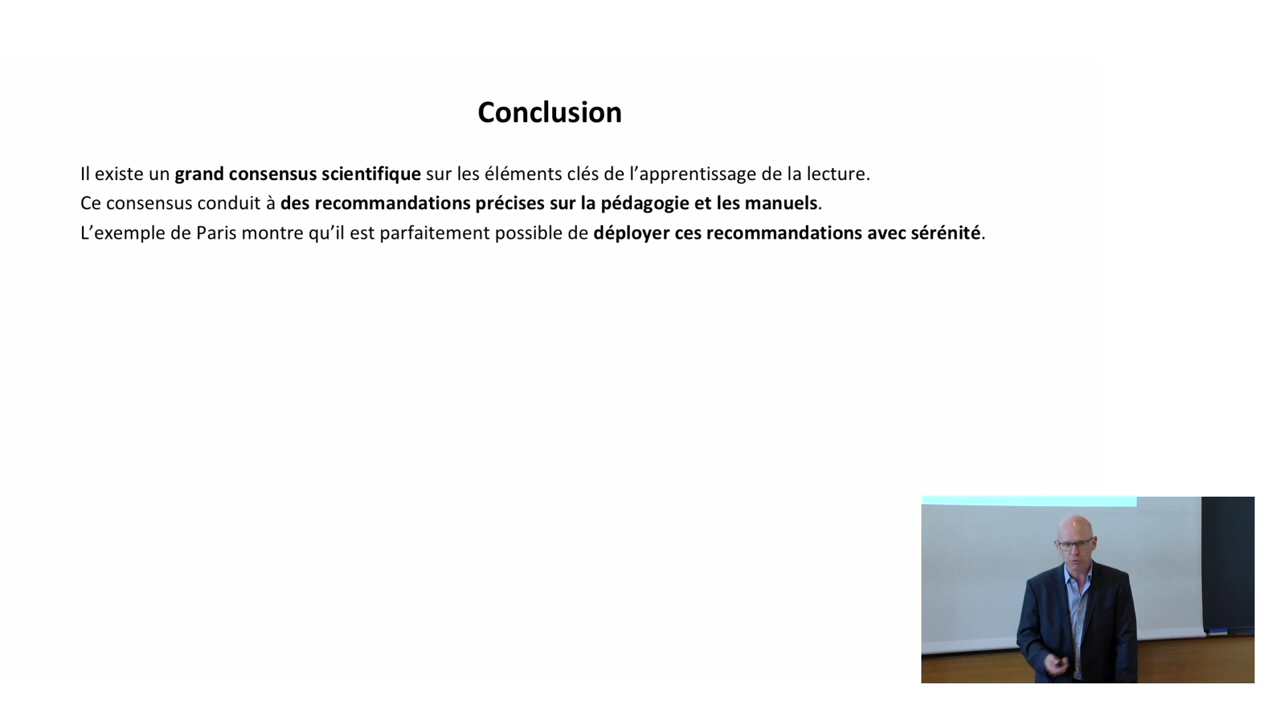 Conclusion
Il existe un grand consensus scientifique sur les éléments clés de l’apprentissage de la lecture.
Ce consensus conduit à des recommandations précises sur la pédagogie et les manuels.
L’exemple de Paris montre qu’il est parfaitement possible de déployer ces recommandations avec sérénité.